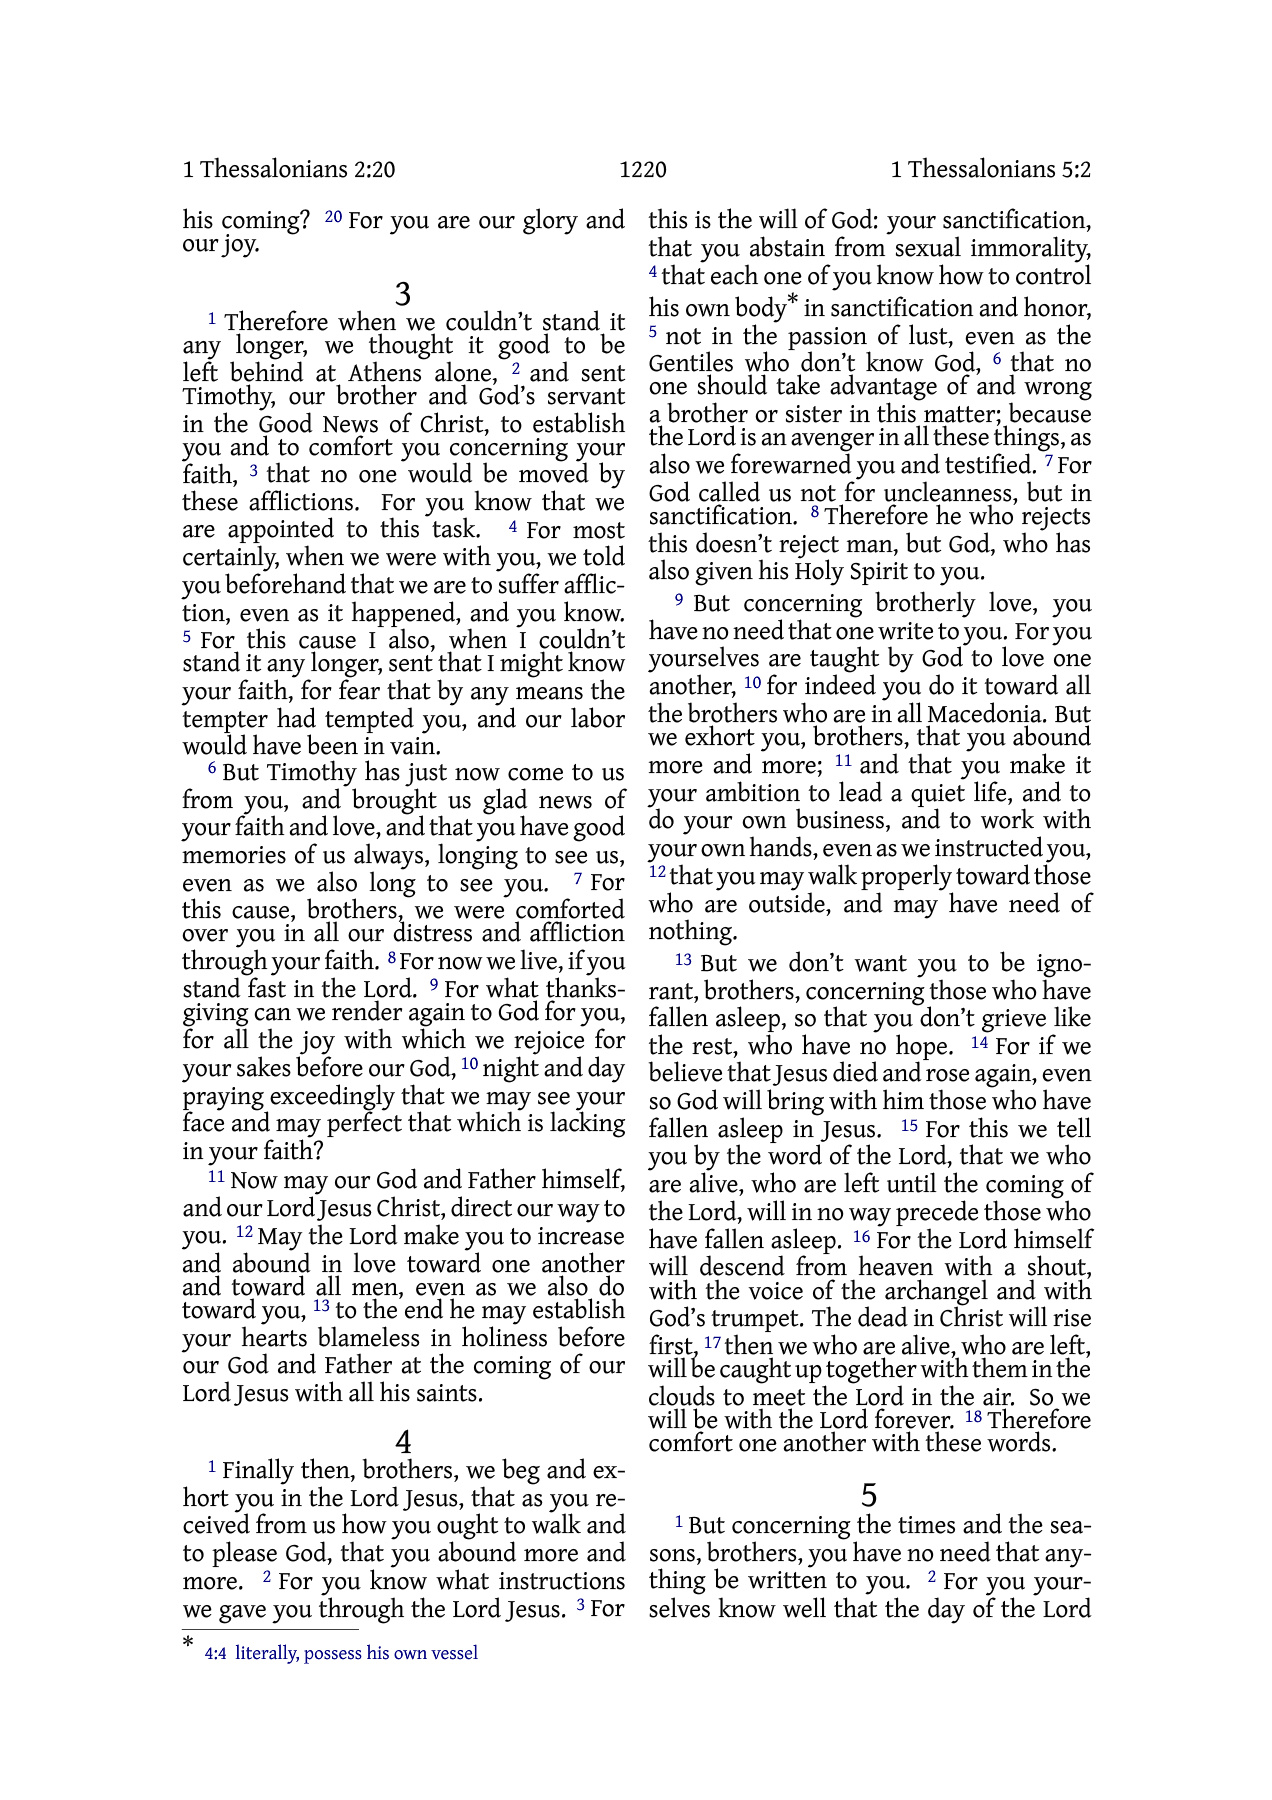 1 Thessalonians 2:20
1220
1 Thessalonians 5:2
his coming? 20 For you are our glory and
our joy.
3
1 Therefore when we couldn’t stand it
any longer, we thought it good to be
left behind at Athens alone, 2 and sent
Timothy, our brother and God’s servant
in the Good News of Christ, to establish
you and to comfort you concerning your
faith, 3 that no one would be moved by
these afflictions. For you know that we
are appointed to this task. 4 For most
certainly, when we were with you, we told
you beforehand that we are to suffer afflic-
tion, even as it happened, and you know.
5 For this cause I also, when I couldn’t
stand it any longer, sent that I might know
your faith, for fear that by any means the
tempter had tempted you, and our labor
would have been in vain.
6 But Timothy has just now come to us
from you, and brought us glad news of
your faith and love, and that you have good
memories of us always, longing to see us,
even as we also long to see you. 7 For
this cause, brothers, we were comforted
over you in all our distress and affliction
through your faith. 8 For now we live, if you
stand fast in the Lord. 9 For what thanks-
giving can we render again to God for you,
for all the joy with which we rejoice for
your sakes before our God, 10 night and day
praying exceedingly that we may see your
face and may perfect that which is lacking
in your faith?
11 Now may our God and Father himself,
and our Lord Jesus Christ, direct our way to
you. 12 May the Lord make you to increase
and abound in love toward one another
and toward all men, even as we also do
toward you, 13 to the end he may establish
your hearts blameless in holiness before
our God and Father at the coming of our
Lord Jesus with all his saints.
4
1 Finally then, brothers, we beg and ex-
hort you in the Lord Jesus, that as you re-
ceived from us how you ought to walk and
to please God, that you abound more and
more. 2 For you know what instructions
we gave you through the Lord Jesus. 3 For
this is the will of God: your sanctification,
that you abstain from sexual immorality,
4 that each one of you know how to control
his own body* in sanctification and honor,
5 not in the passion of lust, even as the
Gentiles who don’t know God, 6 that no
one should take advantage of and wrong
a brother or sister in this matter; because
the Lord is an avenger in all these things, as
also we forewarned you and testified. 7 For
God called us not for uncleanness, but in
sanctification. 8 Therefore he who rejects
this doesn’t reject man, but God, who has
also given his Holy Spirit to you.
9 But concerning brotherly love, you
have no need that one write to you. For you
yourselves are taught by God to love one
another, 10 for indeed you do it toward all
the brothers who are in all Macedonia. But
we exhort you, brothers, that you abound
more and more; 11 and that you make it
your ambition to lead a quiet life, and to
do your own business, and to work with
your own hands, even as we instructed you,
12 that you may walk properly toward those
who are outside, and may have need of
nothing.
13 But we don’t want you to be igno-
rant, brothers, concerning those who have
fallen asleep, so that you don’t grieve like
the rest, who have no hope. 14 For if we
believe that Jesus died and rose again, even
so God will bring with him those who have
fallen asleep in Jesus. 15 For this we tell
you by the word of the Lord, that we who
are alive, who are left until the coming of
the Lord, will in no way precede those who
have fallen asleep. 16 For the Lord himself
will descend from heaven with a shout,
with the voice of the archangel and with
God’s trumpet. The dead in Christ will rise
first, 17 then we who are alive, who are left,
will be caught up together with them in the
clouds to meet the Lord in the air. So we
will be with the Lord forever. 18 Therefore
comfort one another with these words.
5
1 But concerning the times and the sea-
sons, brothers, you have no need that any-
thing be written to you. 2 For you your-
selves know well that the day of the Lord
* 4:4 literally, possess his own vessel